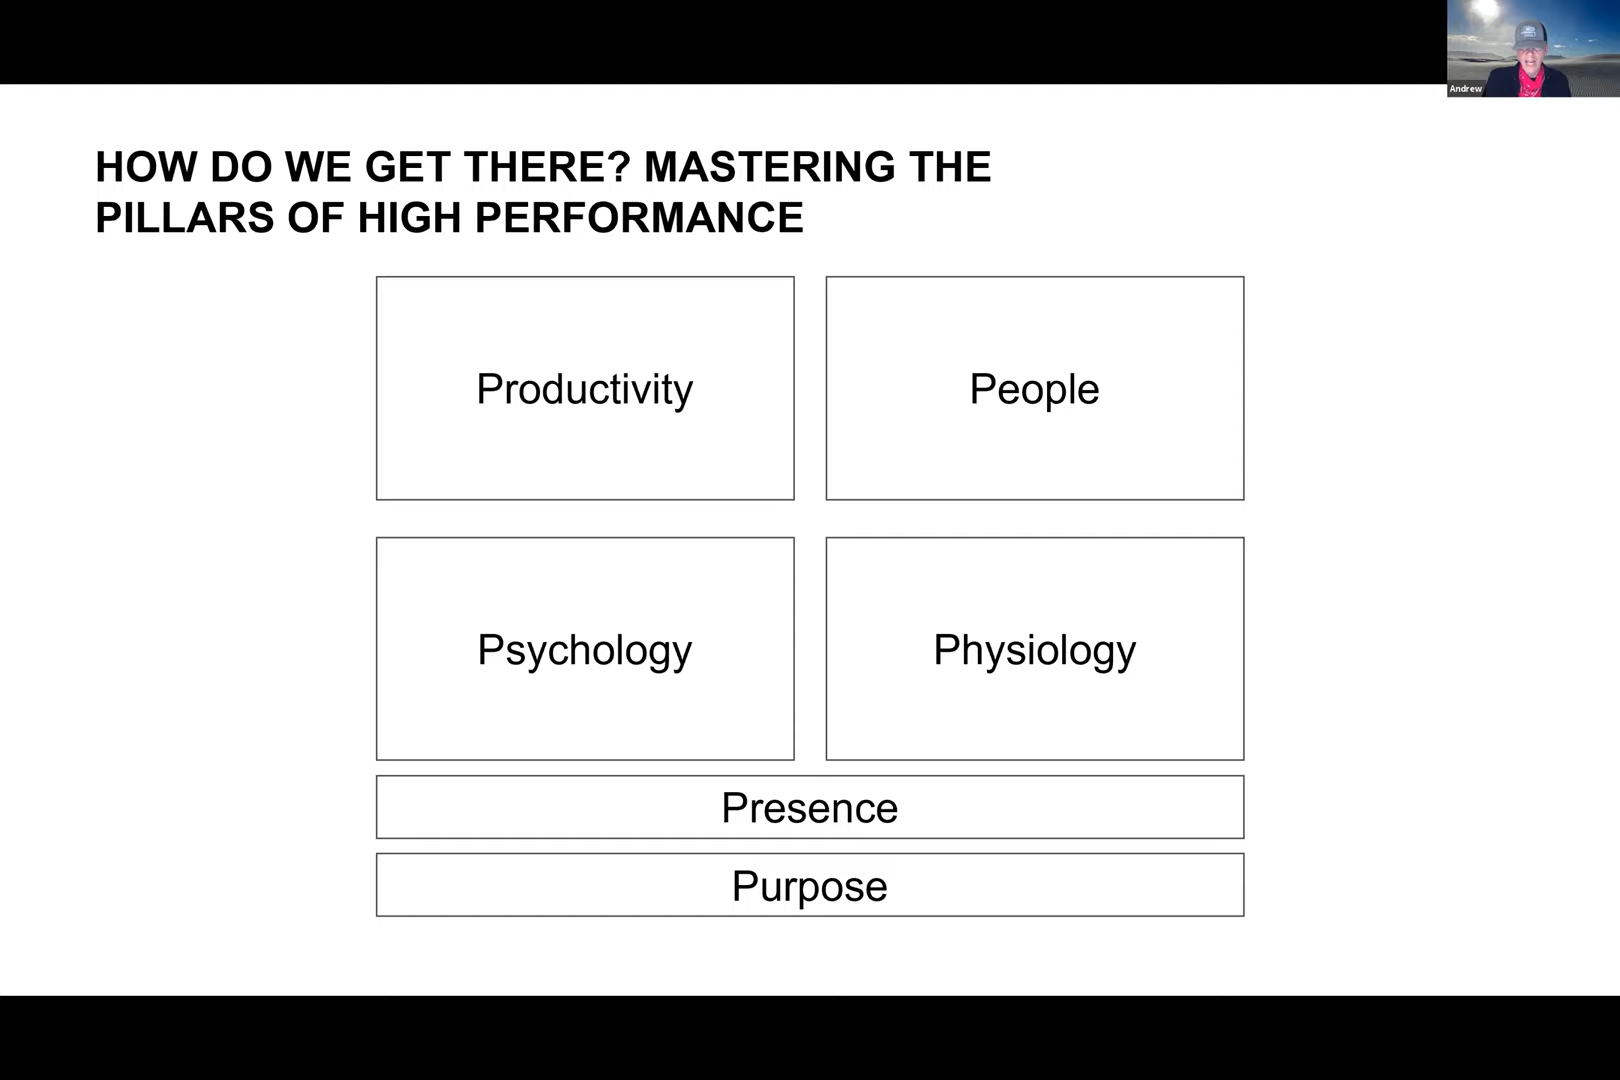 Andrew
HOW DO WE GET THERE? MASTERING THE
PILLARS OF HIGH PERFORMANCE
Productivity
People
Psychology
Physiology
Presence
Purpose